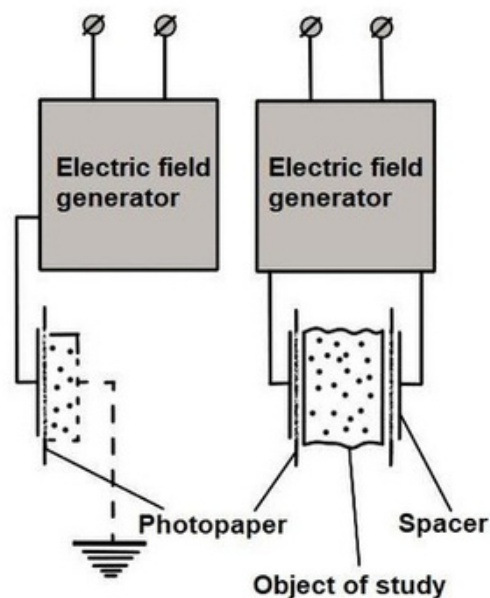 Electric field
generator
Electric field
generator
Photopaper
Spacer
Object of study